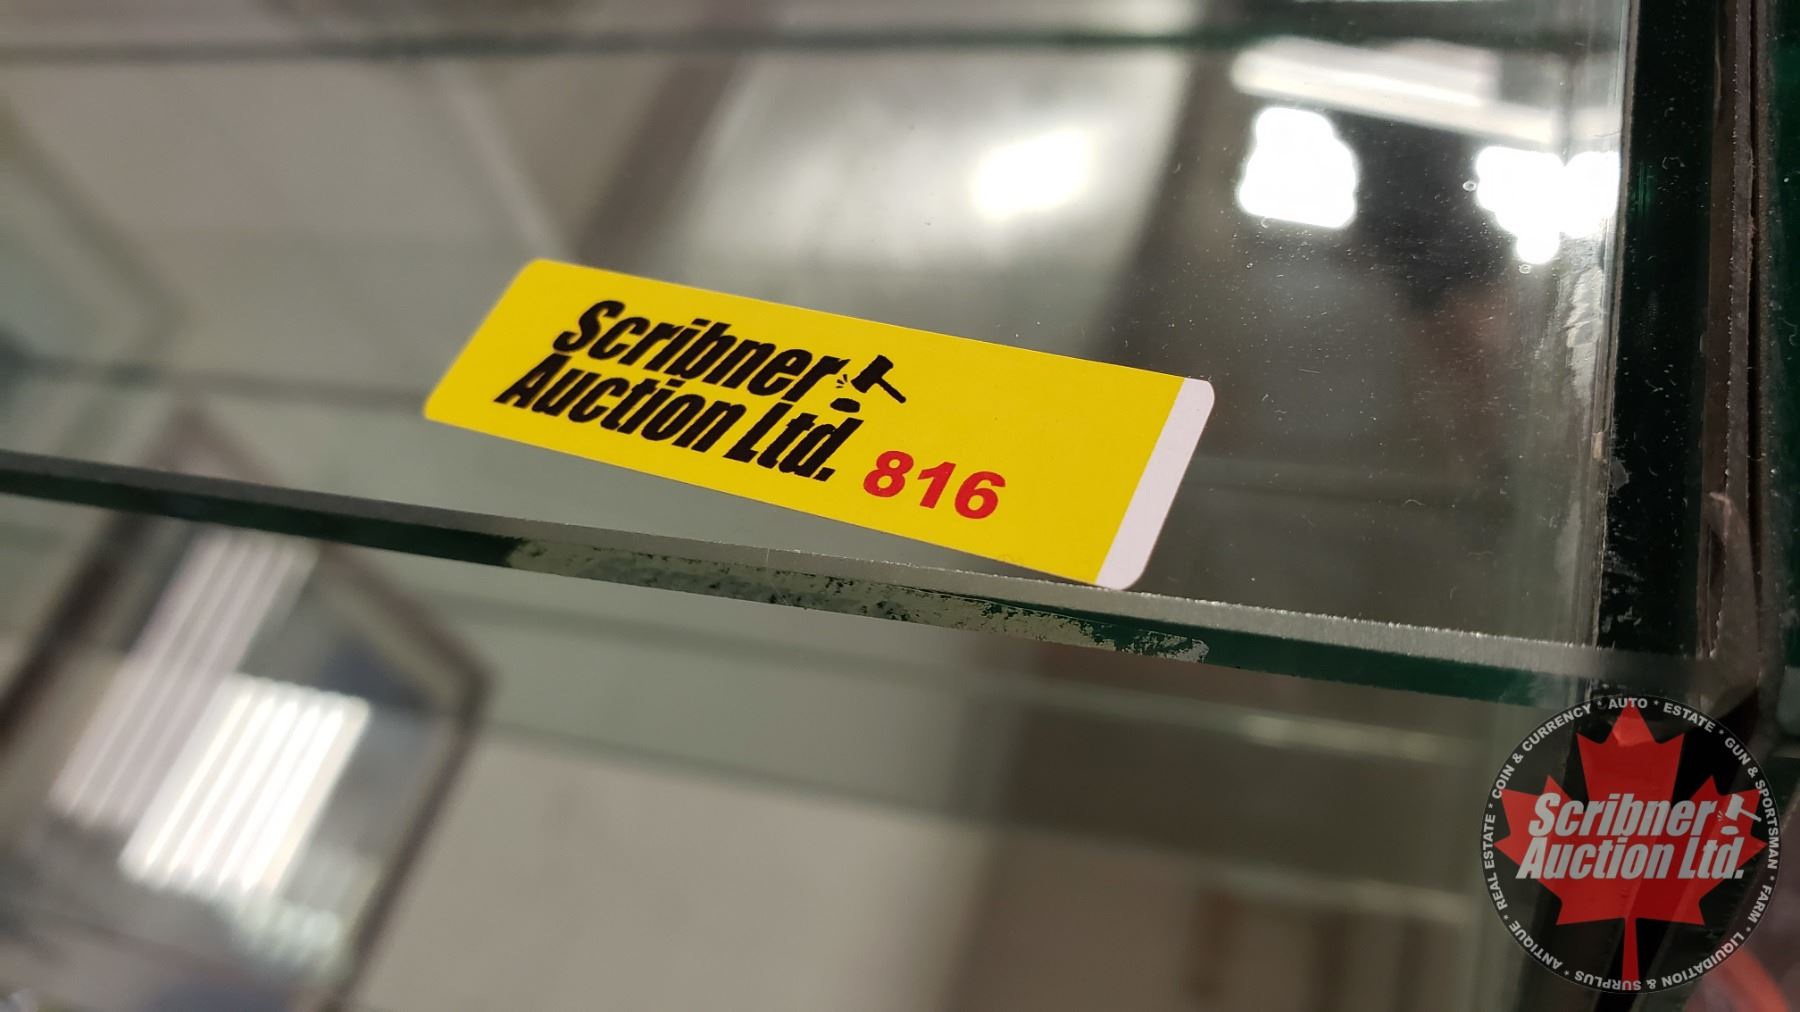 Scribner
Auction Ltd.
816
COIN & CURRENCY * AUTO * ESTATE * GUN & SPORTSMAN * FARM * LIQUIDATION & SURPLUS * ANTIQUE * REAL ESTATE *
Scribner
Auction Ltd.